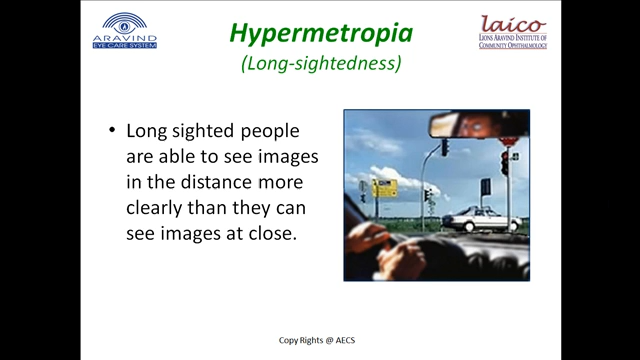 ARAVIND
EYE CARE SYSTEM
Hypermetropia
(Long-sightedness)
laico
LIONS ARAVIND INSTITUTE OF
COMMUNITY OPHTHALMOLOGY
• Long sighted people
are able to see images
in the distance more
clearly than they can
see images at close.
Copy Rights @ AECS